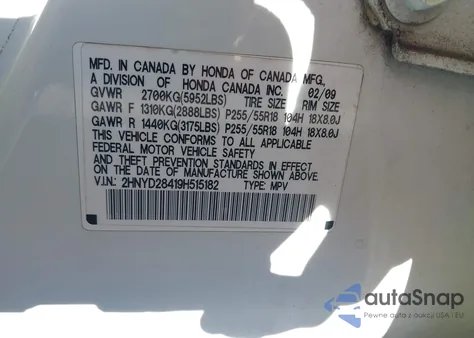 MFD. IN CANADA BY HONDA OF CANADA MFG.,
A DIVISION OF HONDA CANADA INC. 02/09
GVWR 2700KG(5952LBS) TIRE SIZE RIM SIZE
GAWR F 1310KG(2888LBS) P255/55R18 104H 18X8.0J
GAWR R 1440KG(3175LBS) P255/55R18 104H 18X8.0J
THIS VEHICLE CONFORMS TO ALL APPLICABLE
FEDERAL MOTOR VEHICLE SAFETY
AND THEFT PREVENTION STANDARDS IN EFFECT
ON THE DATE OF MANUFACTURE SHOWN ABOVE.
V.I.N.: 2HNYD28419H515182 TYPE: MPV
autoSnap
Pewne auta z aukcji USA i EU